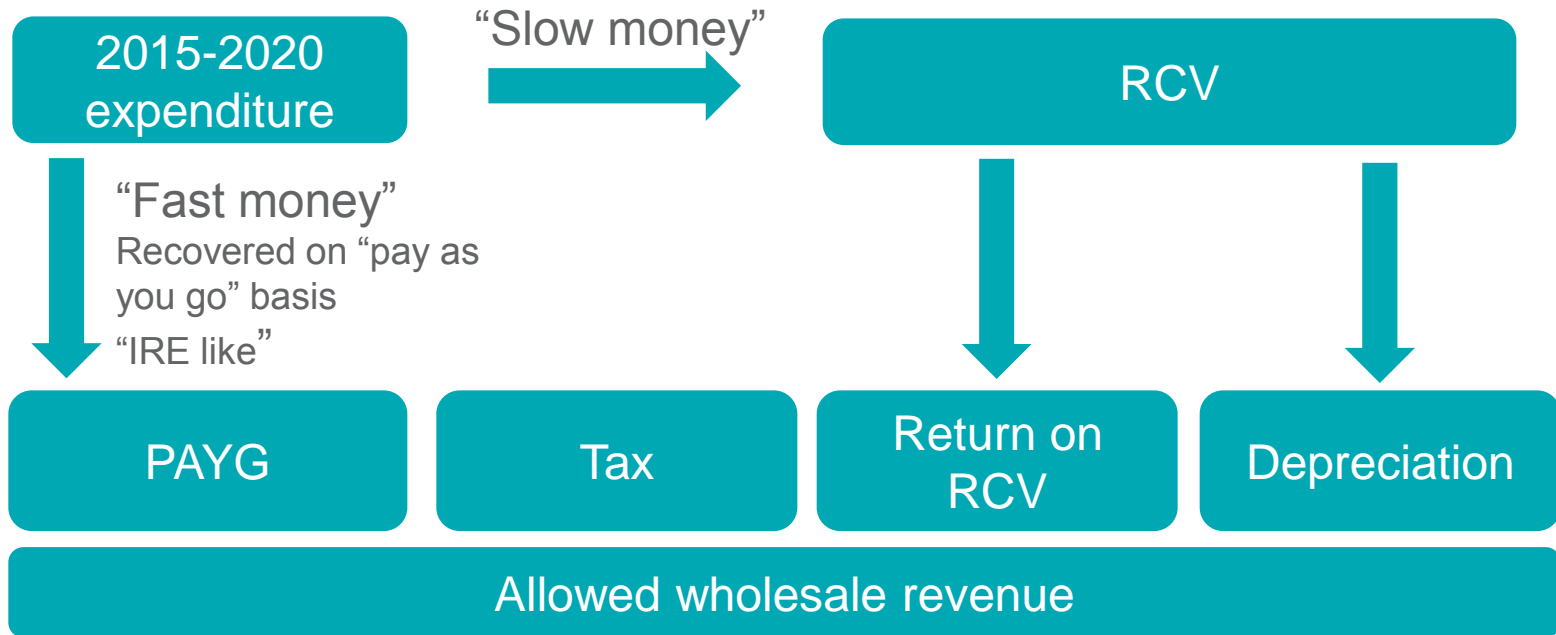 2015-2020
expenditure
“Slow money”
RCV
“Fast money”
Recovered on “pay as
you go” basis
“IRE like”
PAYG
Tax
Return on
RCV
Depreciation
Allowed wholesale revenue